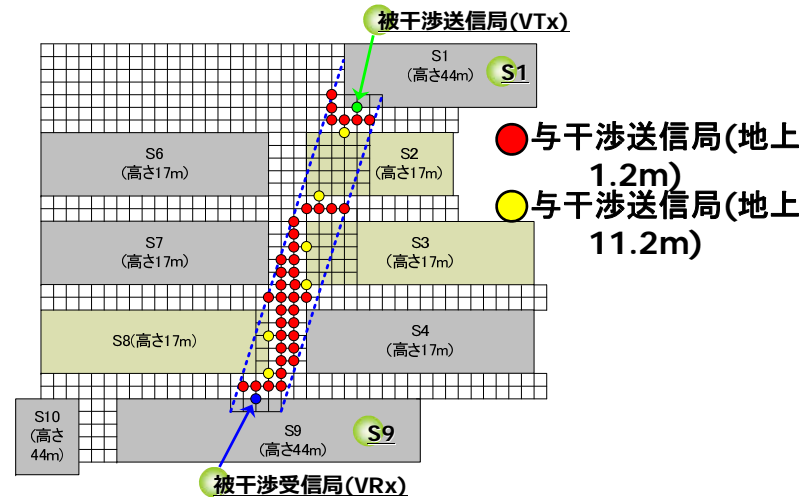 被干渉送信局(VTx)
S1
(高さ44m)
S1
S6
(高さ17m)
S2
(高さ17m)
与干渉送信局(地上
1.2m)
与干渉送信局(地上
11.2m)
S7
(高さ17m)
S3
(高さ17m)
S8(高さ17m)
S4
(高さ17m)
S10
(高さ
44m)
S9
(高さ44m)
S9
被干渉受信局(VRx)